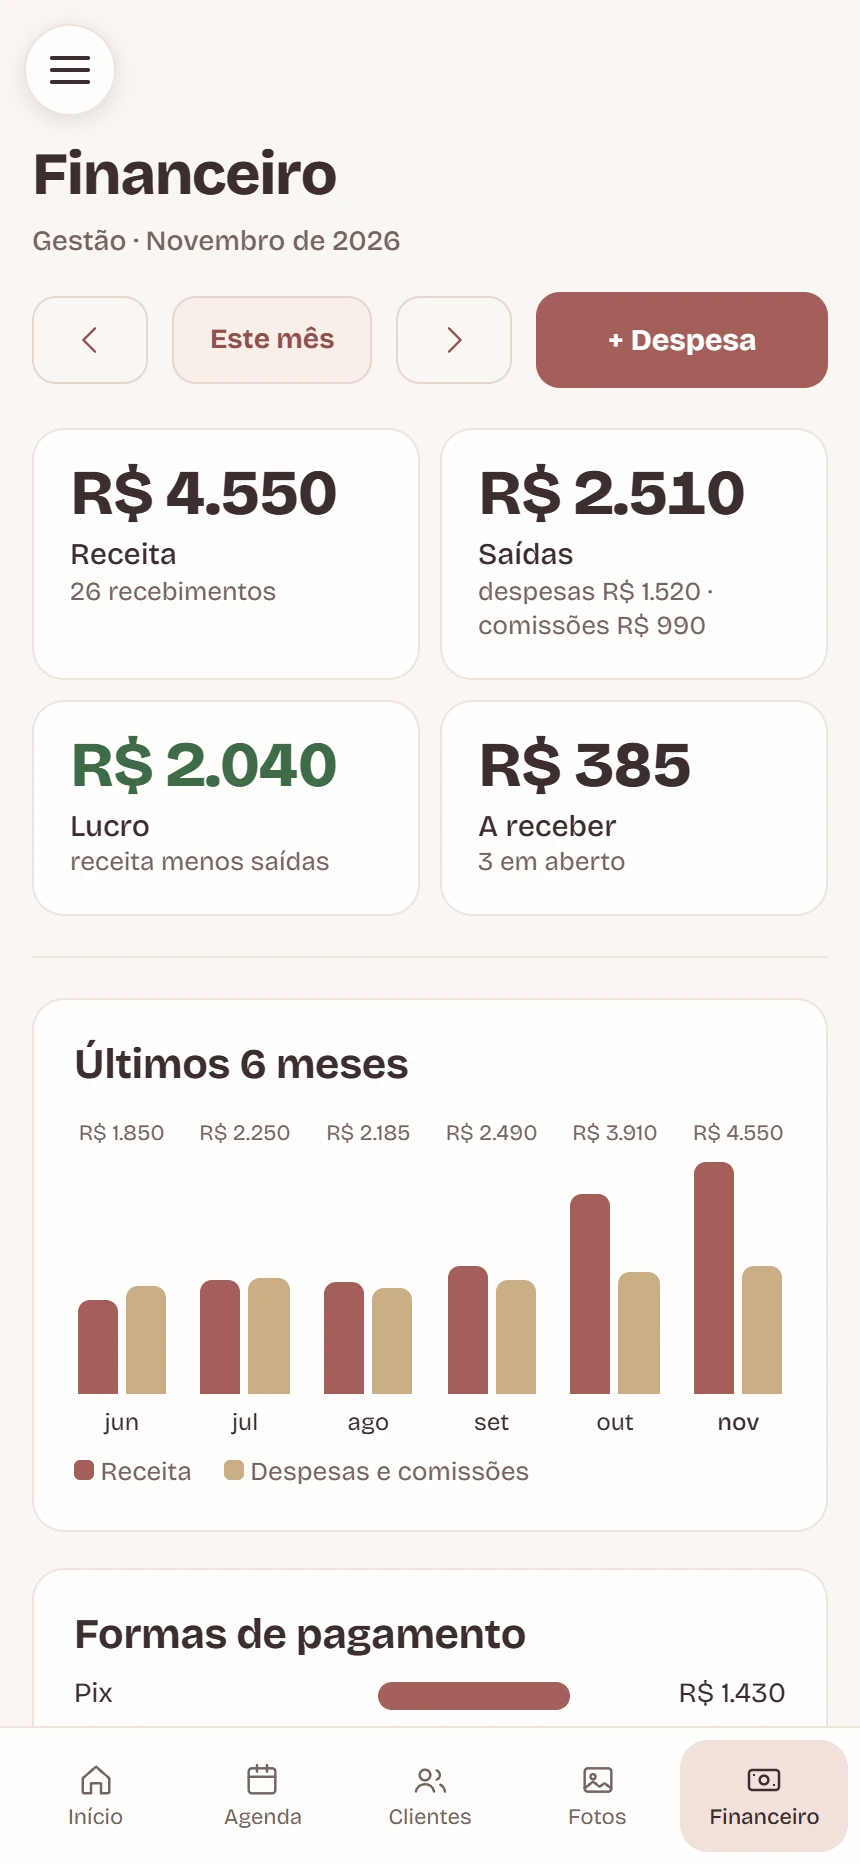 Financeiro
Gestão · Novembro de 2026
Este mês
+ Despesa
R$ 4.550
Receita
26 recebimentos
R$ 2.510
Saídas
despesas R$ 1.520 ·
comissões R$ 990
R$ 2.040
Lucro
receita menos saídas
R$ 385
A receber
3 em aberto
Últimos 6 meses
R$ 1.850 R$ 2.250 R$ 2.185 R$ 2.490 R$ 3.910 R$ 4.550
jun jul ago set out nov
Receita Despesas e comissões
Formas de pagamento
Pix R$ 1.430
Início Agenda Clientes Fotos Financeiro